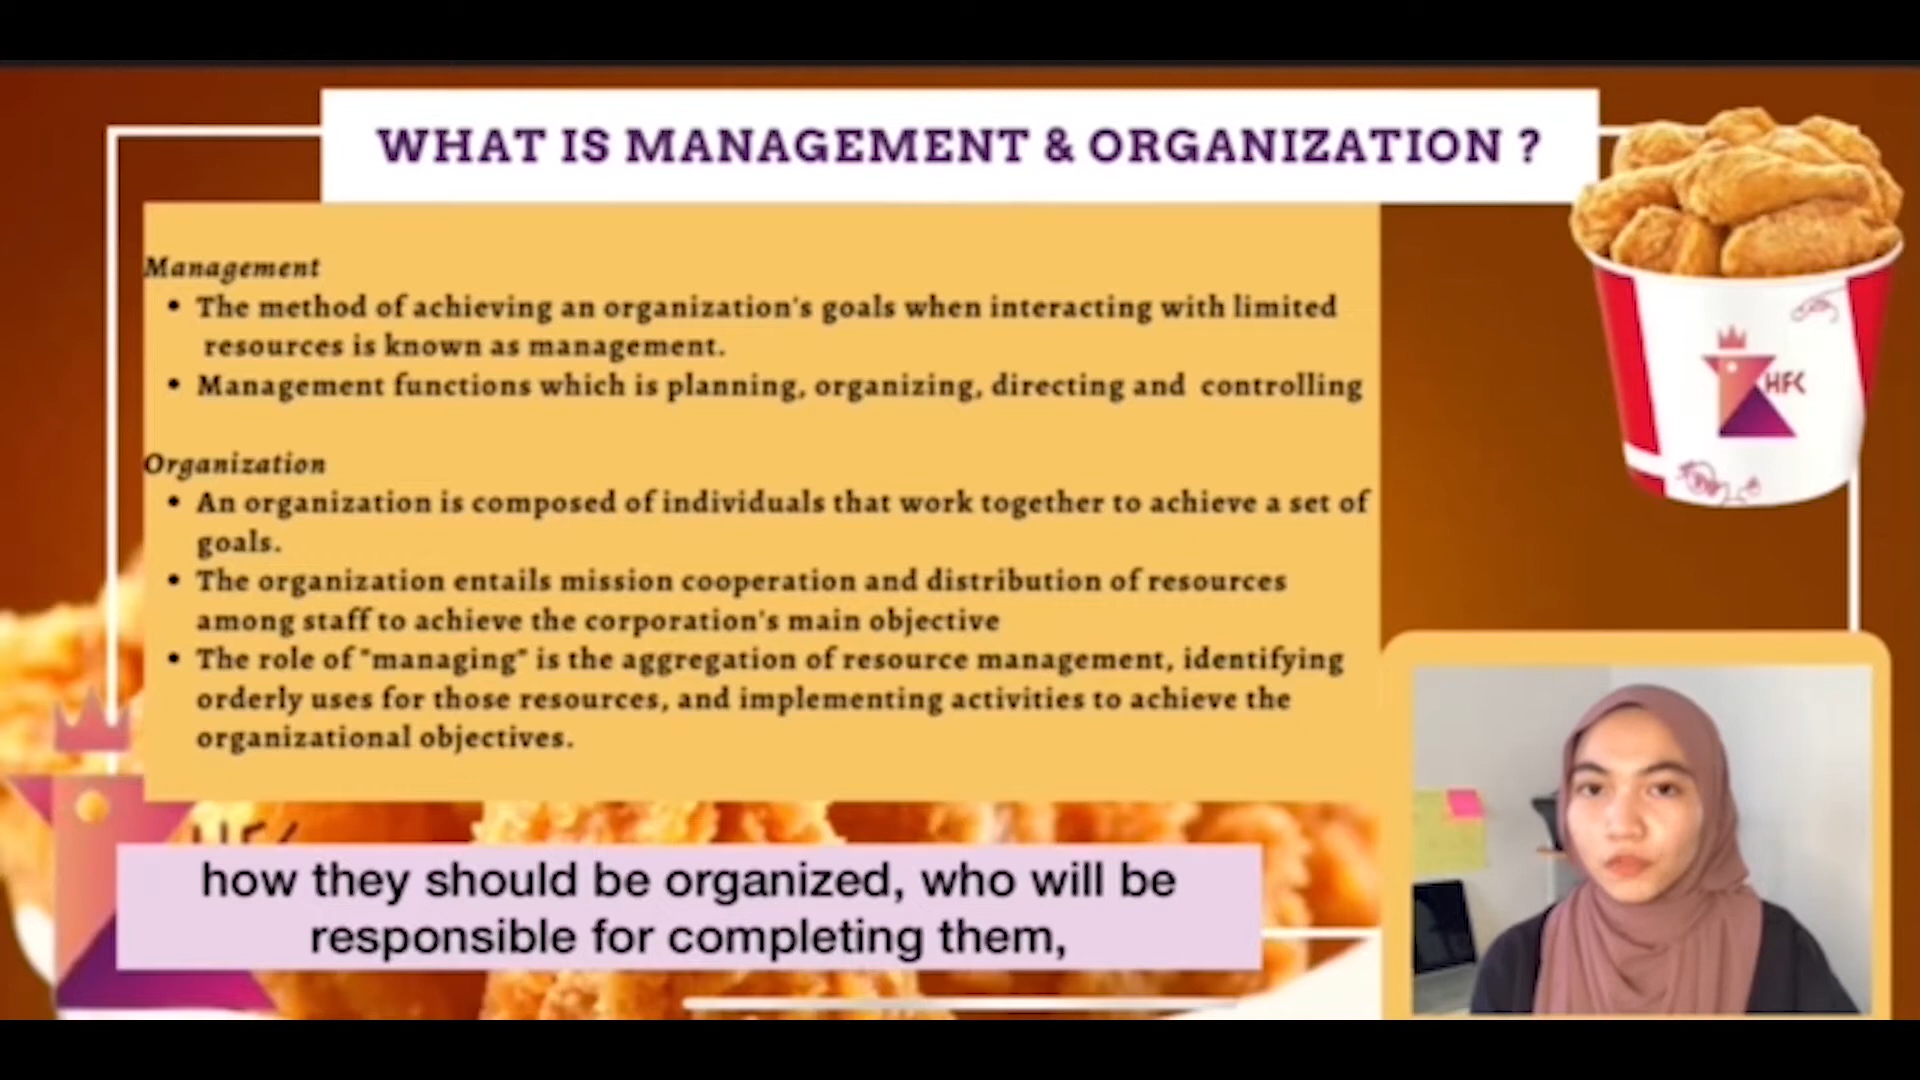 WHAT IS MANAGEMENT & ORGANIZATION ?
Management
• The method of achieving an organization's goals when interacting with limited
resources is known as management.
• Management functions which is planning, organizing, directing and controlling
Organization
• An organization is composed of individuals that work together to achieve a set of
goals.
• The organization entails mission cooperation and distribution of resources
among staff to achieve the corporation's main objective
• The role of "managing" is the aggregation of resource management, identifying
orderly uses for those resources, and implementing activities to achieve the
organizational objectives.
HFC
HFC
how they should be organized, who will be
responsible for completing them,